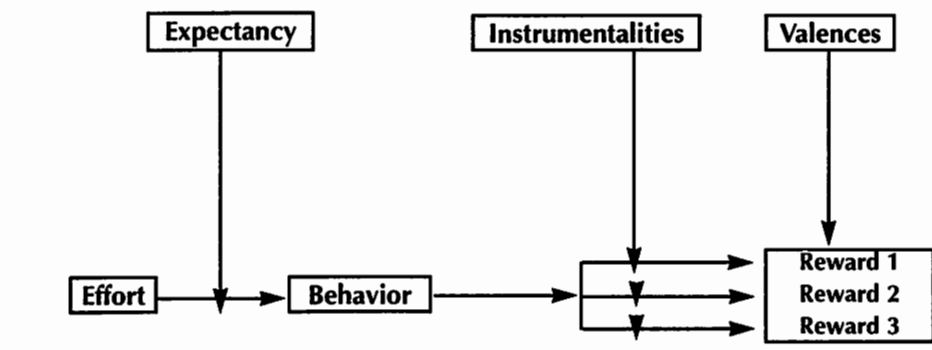 Expectancy
Instrumentalities
Valences
Effort
Behavior
Reward 1
Reward 2
Reward 3